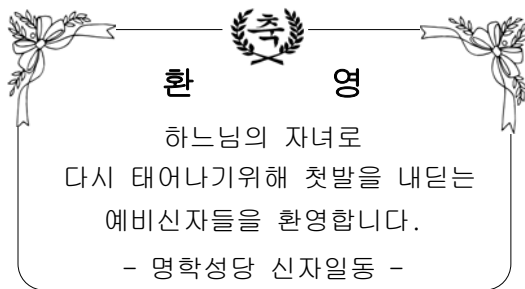 축
환 영
하느님의 자녀로
다시 태어나기위해 첫발을 내딛는
예비신자들을 환영합니다.
- 명학성당 신자일동 -